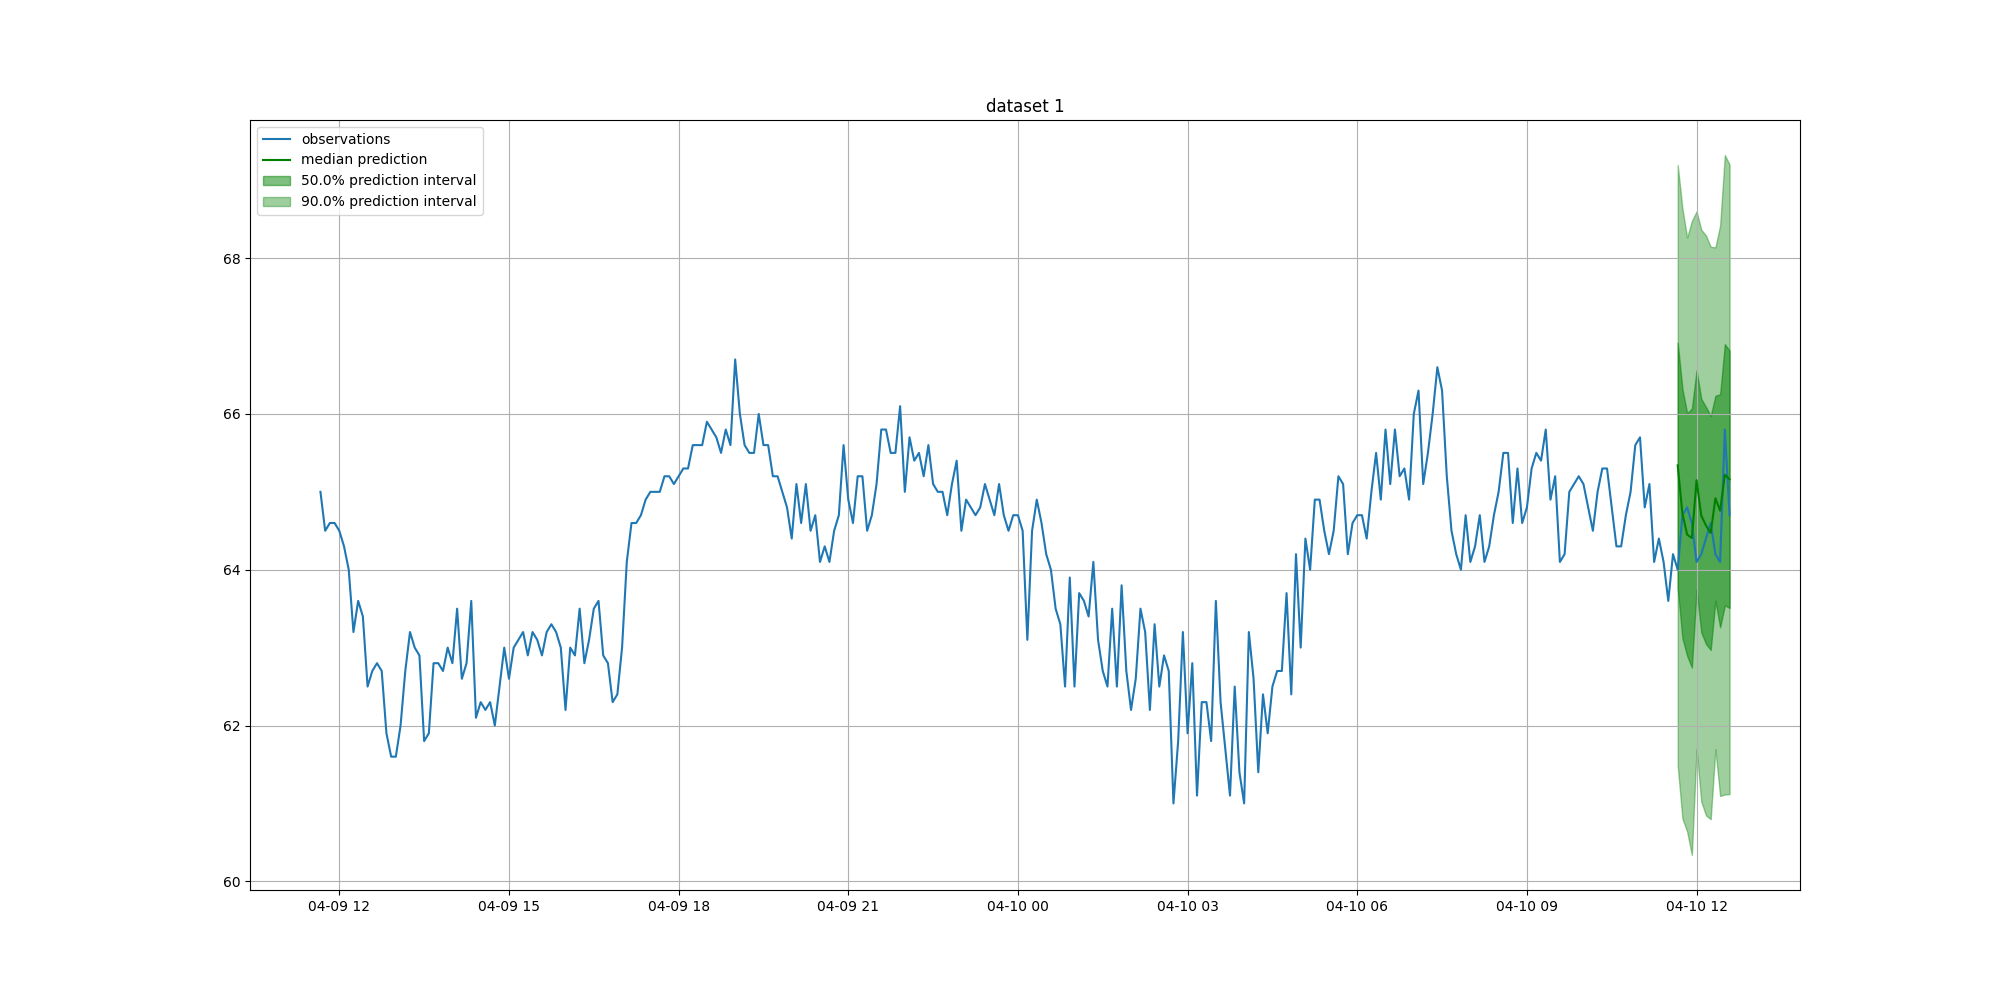 dataset 1
observations
median prediction
50.0% prediction interval
90.0% prediction interval
68
66
64
62
60
04-09 12
04-09 15
04-09 18
04-09 21
04-10 00
04-10 03
04-10 06
04-10 09
04-10 12